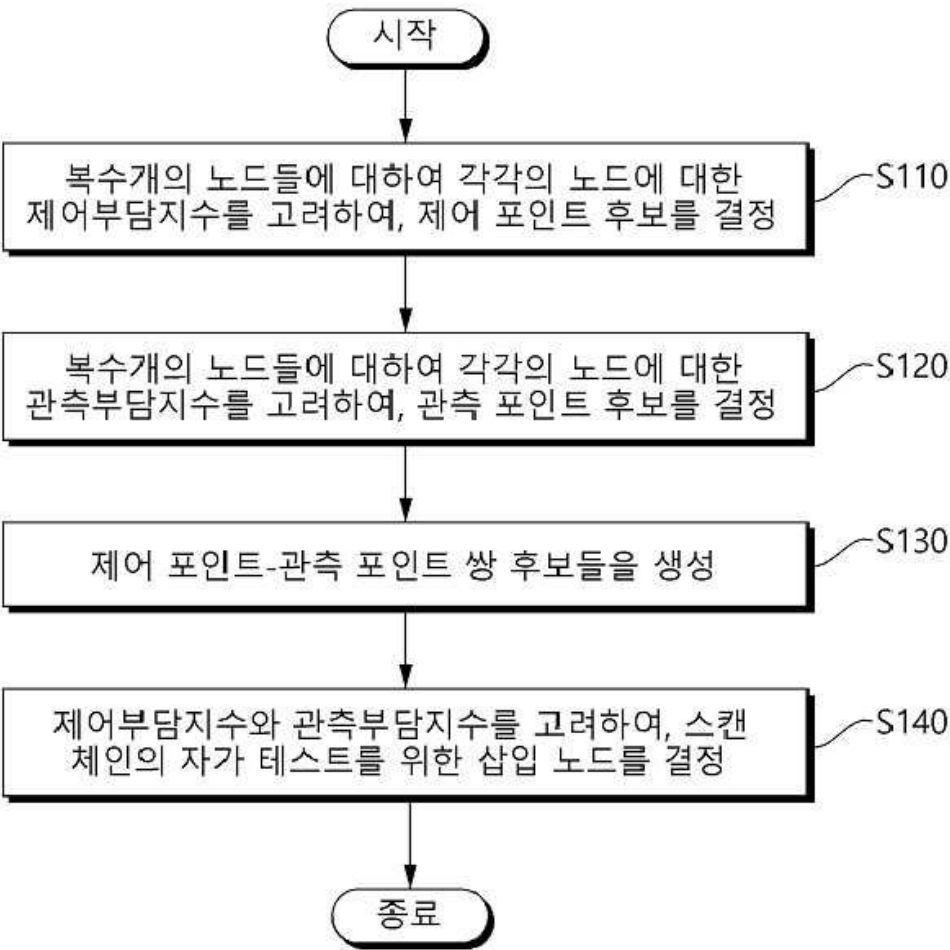 시작
복수개의 노드들에 대하여 각각의 노드에 대한
제어부담지수를 고려하여, 제어 포인트 후보를 결정
S110
복수개의 노드들에 대하여 각각의 노드에 대한
관측부담지수를 고려하여, 관측 포인트 후보를 결정
S120
제어 포인트-관측 포인트 쌍 후보들을 생성
S130
제어부담지수와 관측부담지수를 고려하여, 스캔
체인의 자가 테스트를 위한 삽입 노드를 결정
S140
종료